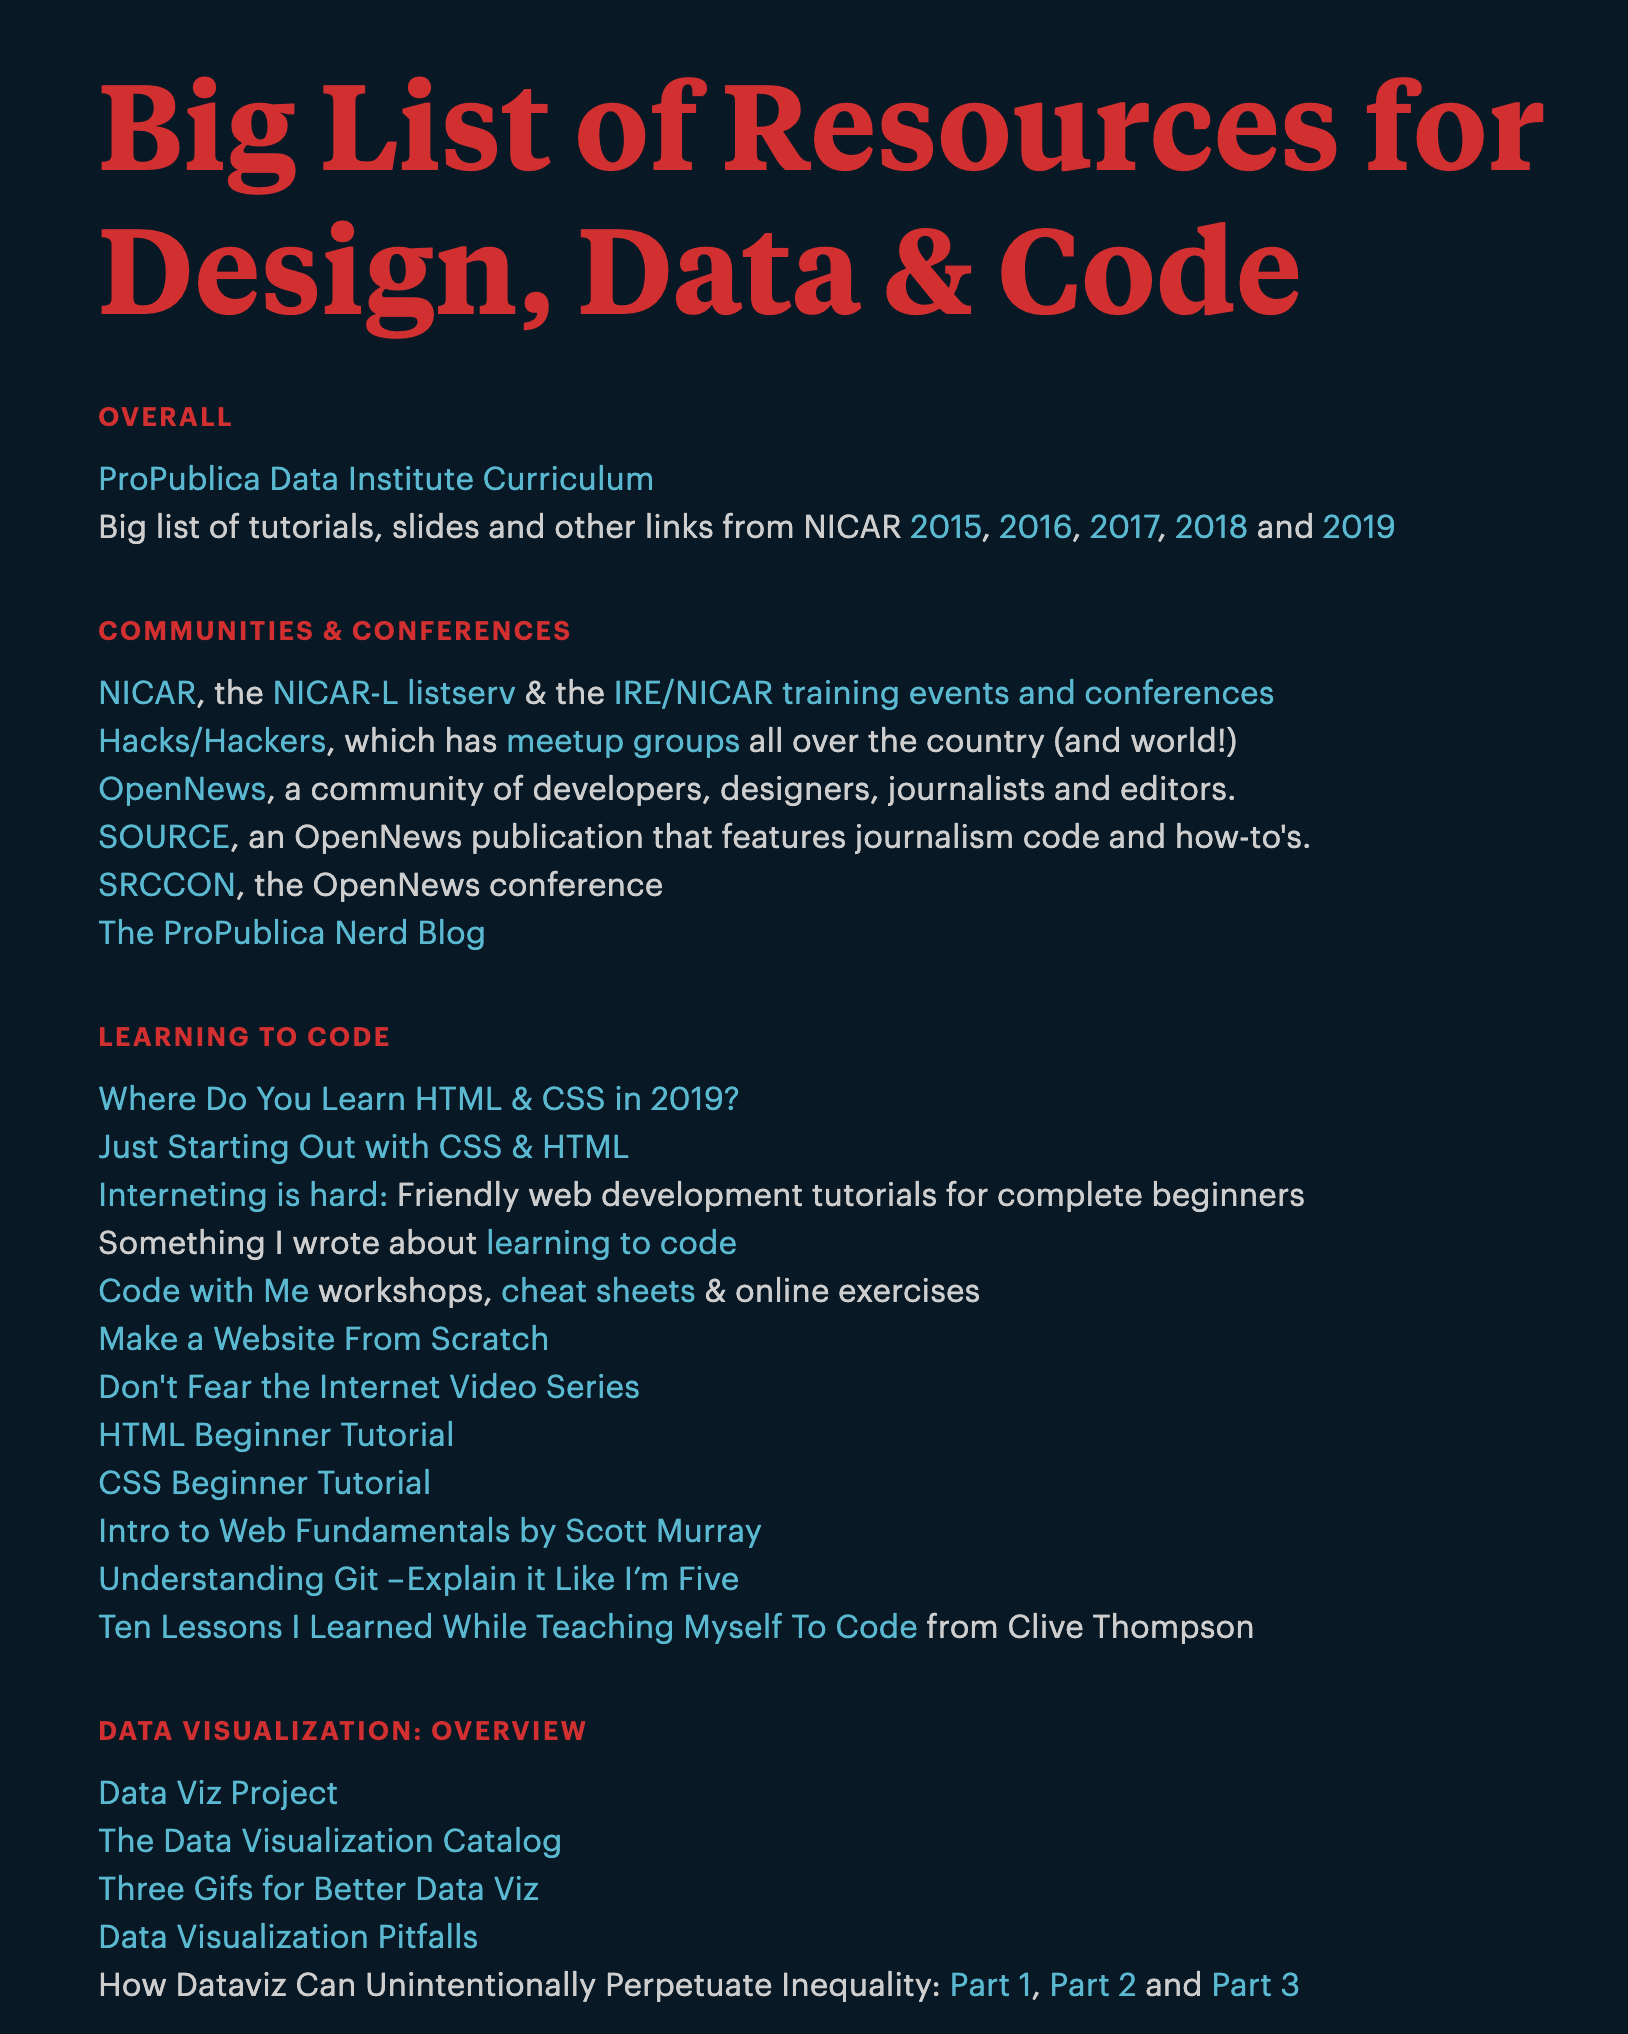 Big List of Resources for
Design, Data & Code
OVERALL
ProPublica Data Institute Curriculum
Big list of tutorials, slides and other links from NICAR 2015, 2016, 2017, 2018 and 2019
COMMUNITIES & CONFERENCES
NICAR, the NICAR-L listserv & the IRE/NICAR training events and conferences
Hacks/Hackers, which has meetup groups all over the country (and world!)
OpenNews, a community of developers, designers, journalists and editors.
SOURCE, an OpenNews publication that features journalism code and how-to's.
SRCCON, the OpenNews conference
The ProPublica Nerd Blog
LEARNING TO CODE
Where Do You Learn HTML & CSS in 2019?
Just Starting Out with CSS & HTML
Interneting is hard: Friendly web development tutorials for complete beginners
Something I wrote about learning to code
Code with Me workshops, cheat sheets & online exercises
Make a Website From Scratch
Don't Fear the Internet Video Series
HTML Beginner Tutorial
CSS Beginner Tutorial
Intro to Web Fundamentals by Scott Murray
Understanding Git –Explain it Like I’m Five
Ten Lessons I Learned While Teaching Myself To Code from Clive Thompson
DATA VISUALIZATION: OVERVIEW
Data Viz Project
The Data Visualization Catalog
Three Gifs for Better Data Viz
Data Visualization Pitfalls
How Dataviz Can Unintentionally Perpetuate Inequality: Part 1, Part 2 and Part 3